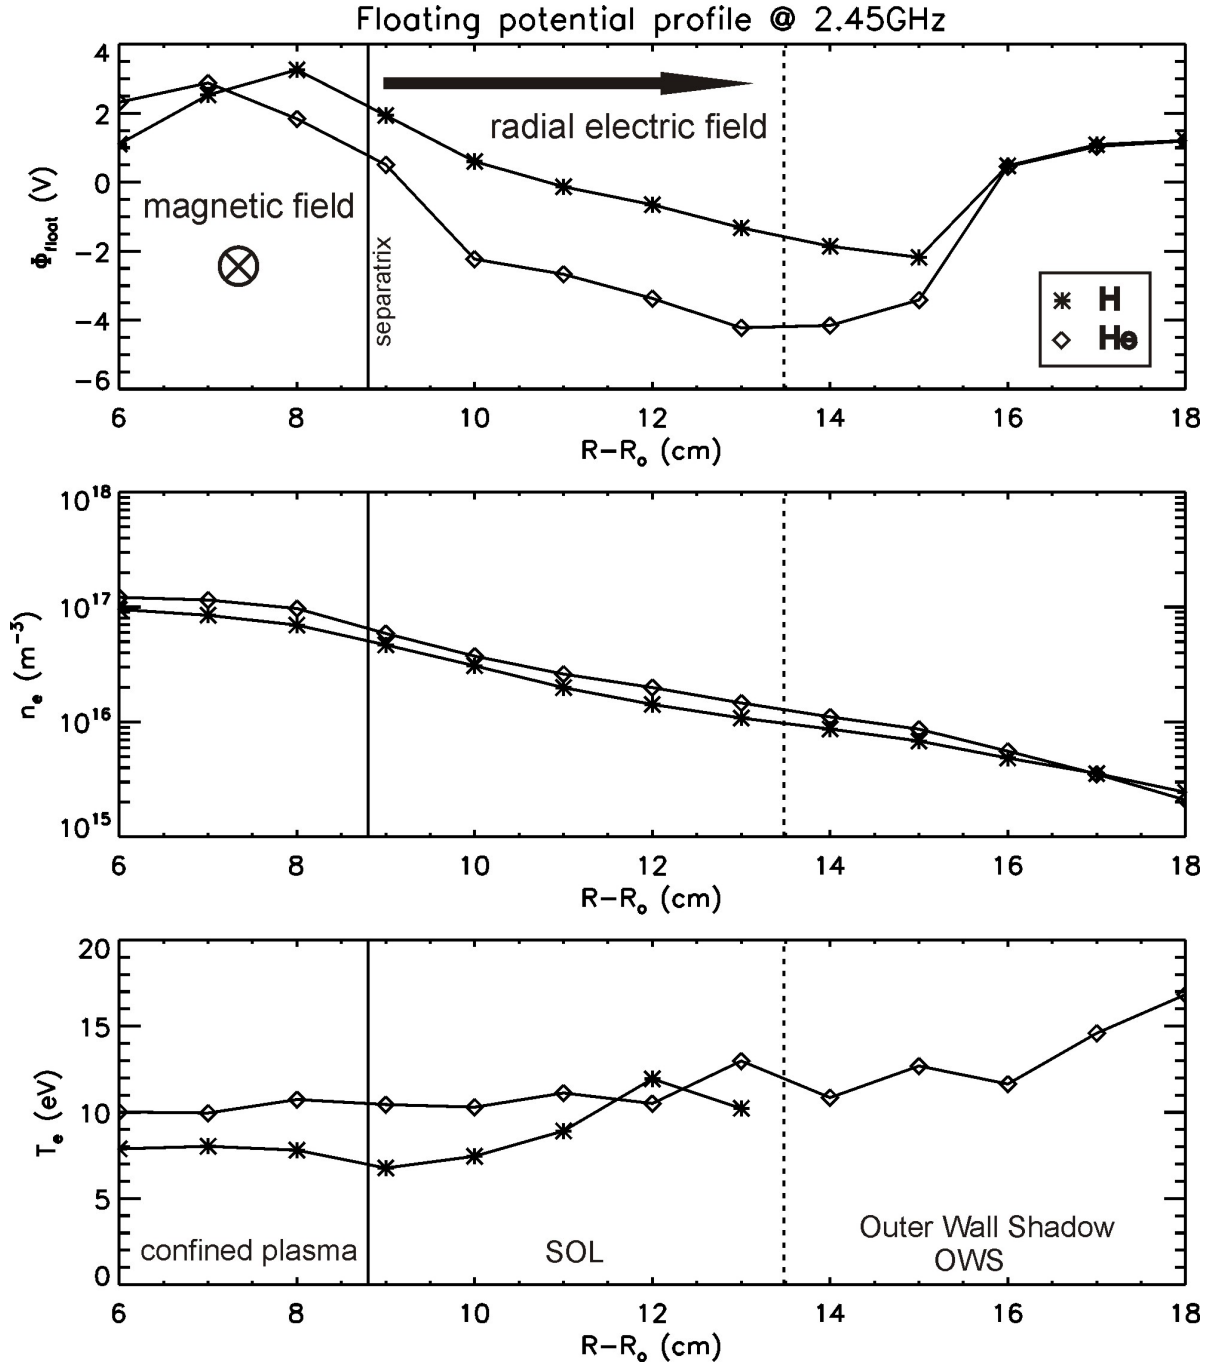 Floating potential profile @ 2.45GHz
4
2
0
−2
−4
−6
Φfloat (V)
radial electric field
magnetic field
separatrix
H
He
6 8 10 12 14 16 18
R−Ro (cm)
10^18
10^17
10^16
10^15
ne (m^−3)
6 8 10 12 14 16 18
R−Ro (cm)
20
15
10
5
0
Te (eV)
confined plasma
SOL
Outer Wall Shadow
OWS
6 8 10 12 14 16 18
R−Ro (cm)